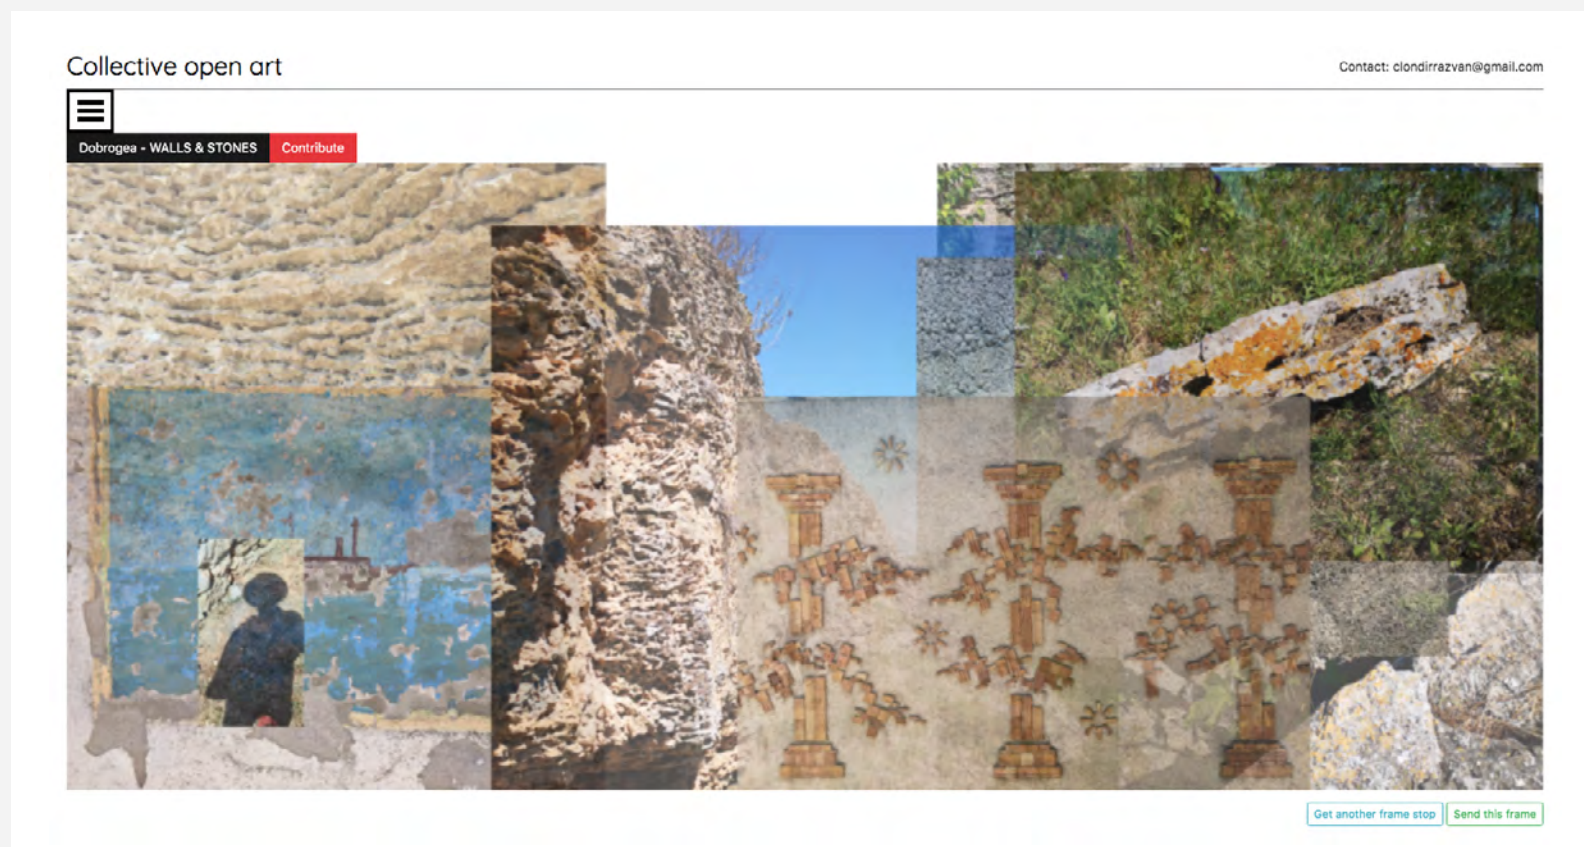 Collective open art
Contact: clondirrazvan@gmail.com
Dobrogea - WALLS & STONES
Contribute
Get another frame stop
Send this frame